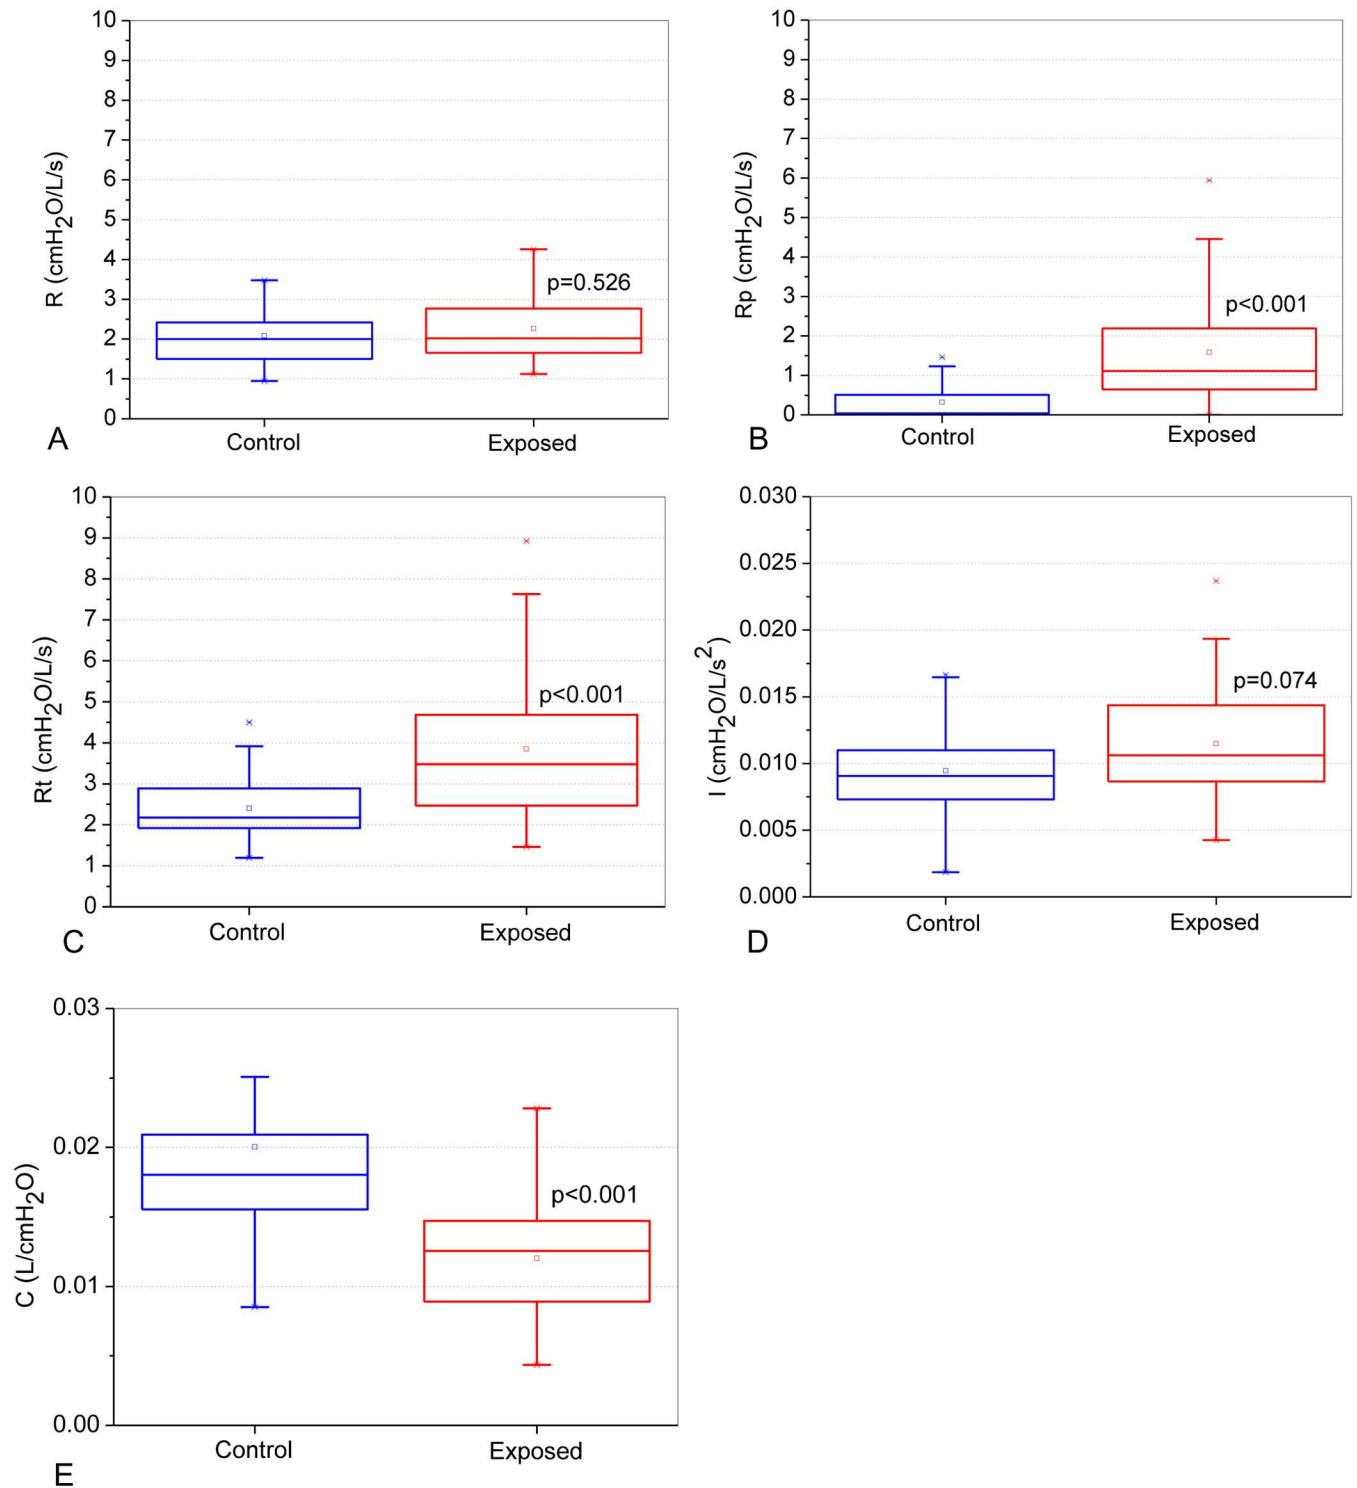 10
9
8
7
6
5
4
3
2
1
0
R (cmH₂O/L/s)
p=0.526
Control
Exposed
A
10
9
8
7
6
5
4
3
2
1
0
Rp (cmH₂O/L/s)
p<0.001
Control
Exposed
B
10
9
8
7
6
5
4
3
2
1
0
Rt (cmH₂O/L/s)
p<0.001
Control
Exposed
C
0.030
0.025
0.020
0.015
0.010
0.005
0.000
I (cmH₂O/L/s²)
p=0.074
Control
Exposed
D
0.03
0.02
0.01
0.00
C (L/cmH₂O)
p<0.001
Control
Exposed
E